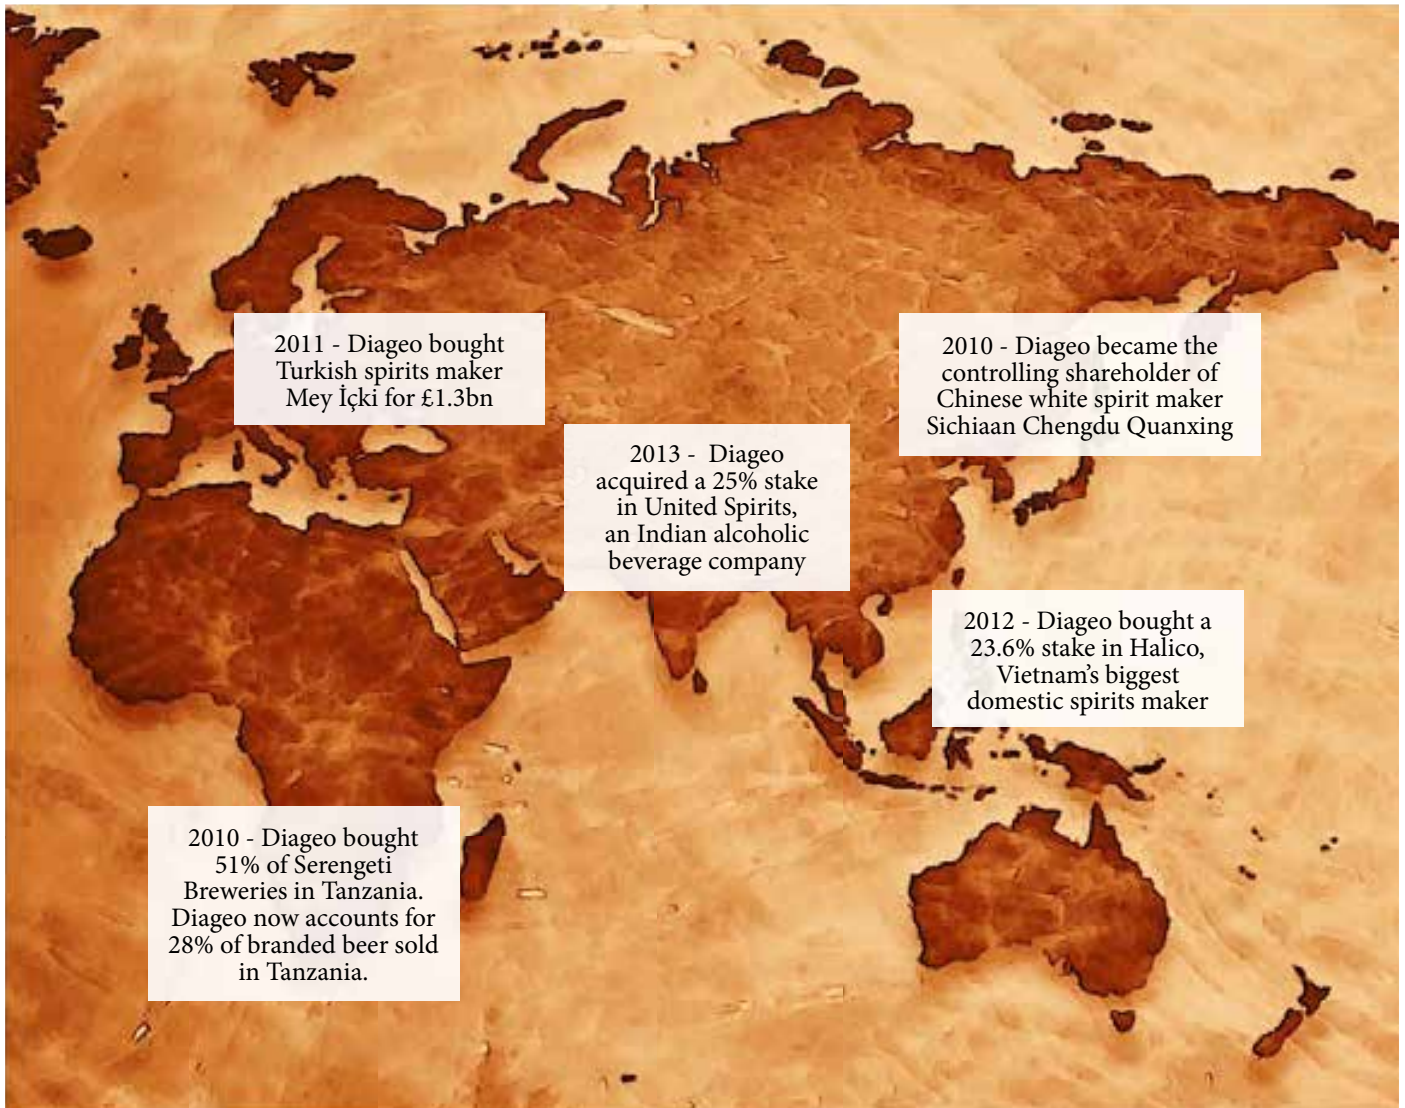 2011 - Diageo bought
Turkish spirits maker
Mey İçki for £1.3bn
2010 - Diageo became the
controlling shareholder of
Chinese white spirit maker
Sichiaan Chengdu Quanxing
2013 - Diageo
acquired a 25% stake
in United Spirits,
an Indian alcoholic
beverage company
2012 - Diageo bought a
23.6% stake in Halico,
Vietnam's biggest
domestic spirits maker
2010 - Diageo bought
51% of Serengeti
Breweries in Tanzania.
Diageo now accounts for
28% of branded beer sold
in Tanzania.